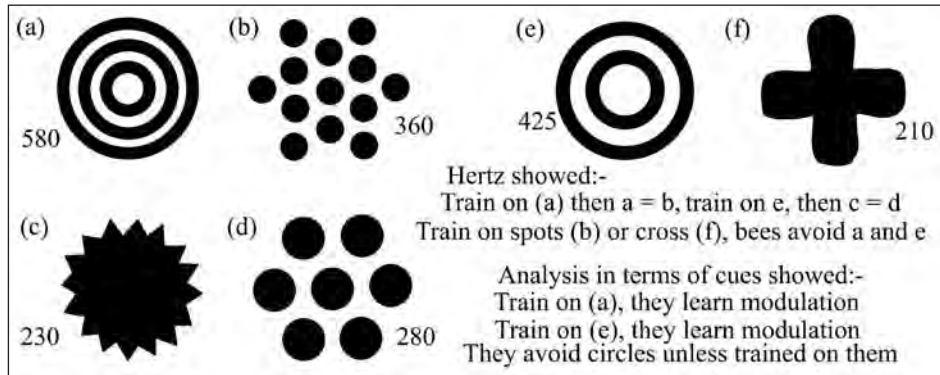 (a)
580
(b)
360
(e)
425
(f)
210
Hertz showed:-
Train on (a) then a = b, train on e, then c = d
Train on spots (b) or cross (f), bees avoid a and e
(c)
230
(d)
280
Analysis in terms of cues showed:-
Train on (a), they learn modulation
Train on (e), they learn modulation
They avoid circles unless trained on them